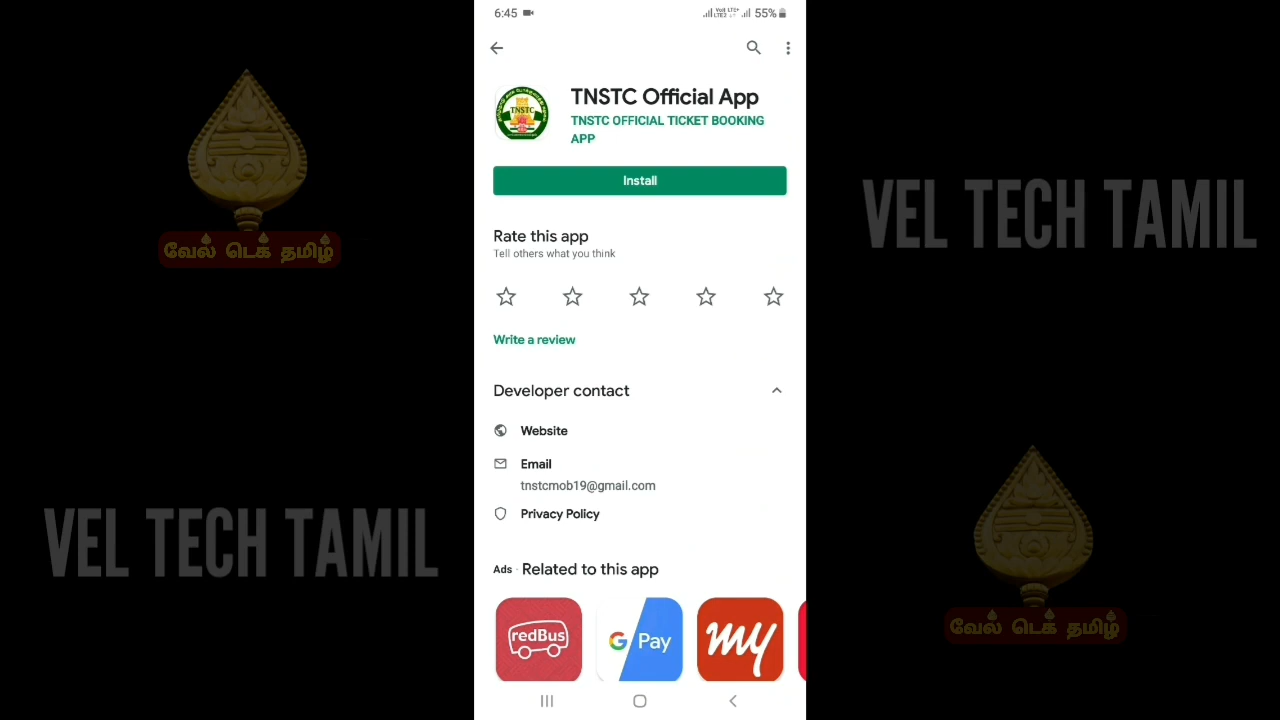 6:45
55%
TNSTC Official App
TNSTC OFFICIAL TICKET BOOKING
APP
TNSTC
Install
Rate this app
Tell others what you think
Write a review
Developer contact
Website
Email
tnstcmob19@gmail.com
Privacy Policy
Ads · Related to this app
redBus
G Pay
my
வேல் டெக் தமிழ்
VEL TECH TAMIL
VEL TECH TAMIL
வேல் டெக் தமிழ்